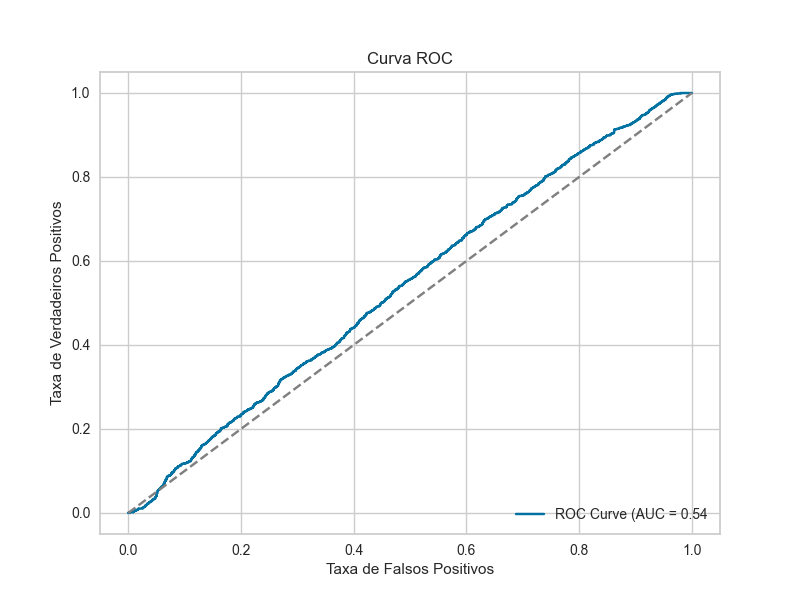 Curva ROC
Taxa de Verdadeiros Positivos
1.0
0.8
0.6
0.4
0.2
0.0
ROC Curve (AUC = 0.54
0.0 0.2 0.4 0.6 0.8 1.0
Taxa de Falsos Positivos